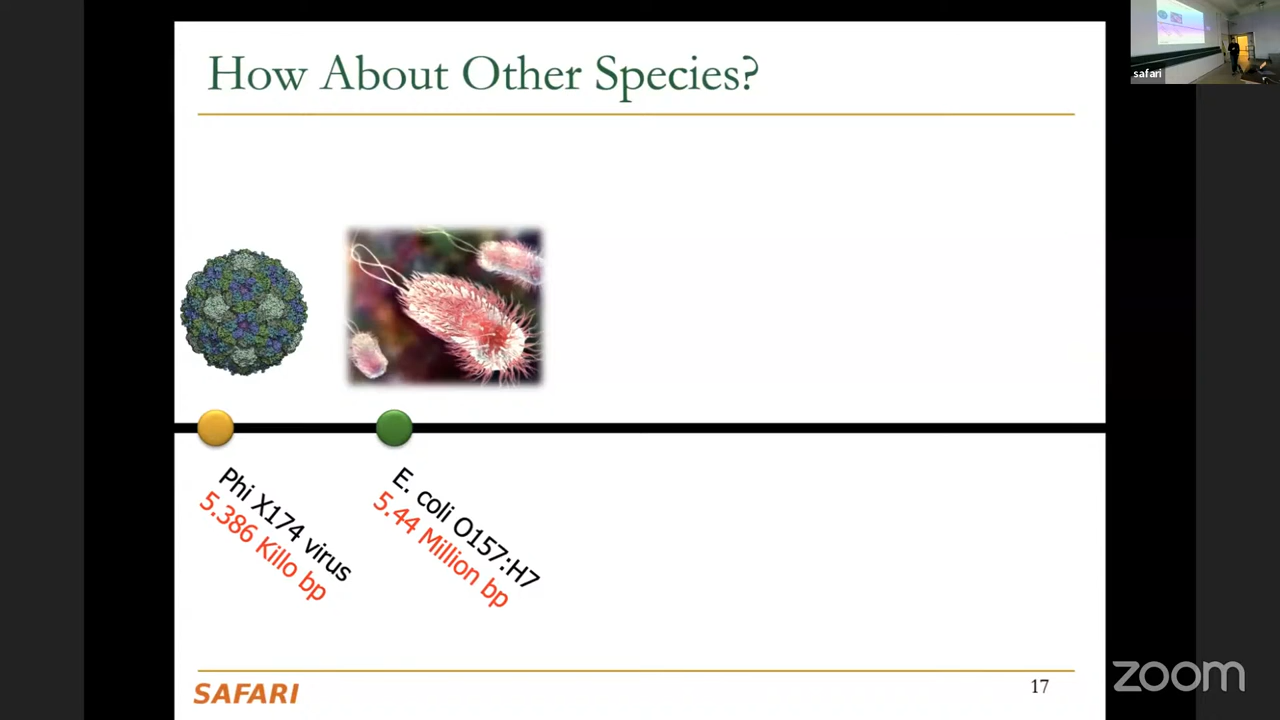 How About Other Species?
safari
Phi X174 virus
5.386 Killo bp
E. coli O157:H7
5.44 Million bp
SAFARI
17
zoom